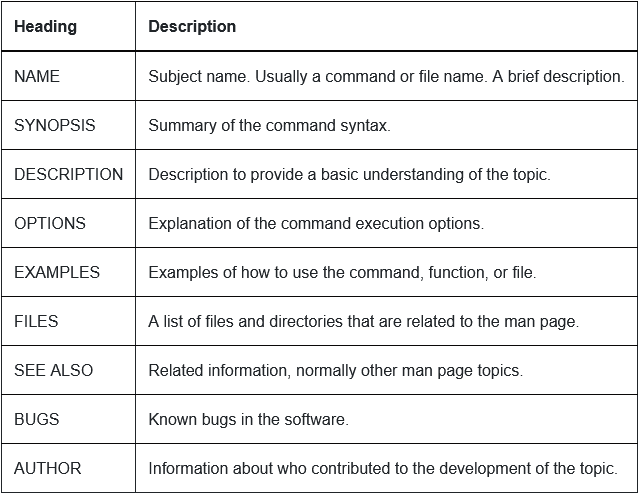 Heading Description
NAME Subject name. Usually a command or file name. A brief description.
SYNOPSIS Summary of the command syntax.
DESCRIPTION Description to provide a basic understanding of the topic.
OPTIONS Explanation of the command execution options.
EXAMPLES Examples of how to use the command, function, or file.
FILES A list of files and directories that are related to the man page.
SEE ALSO Related information, normally other man page topics.
BUGS Known bugs in the software.
AUTHOR Information about who contributed to the development of the topic.